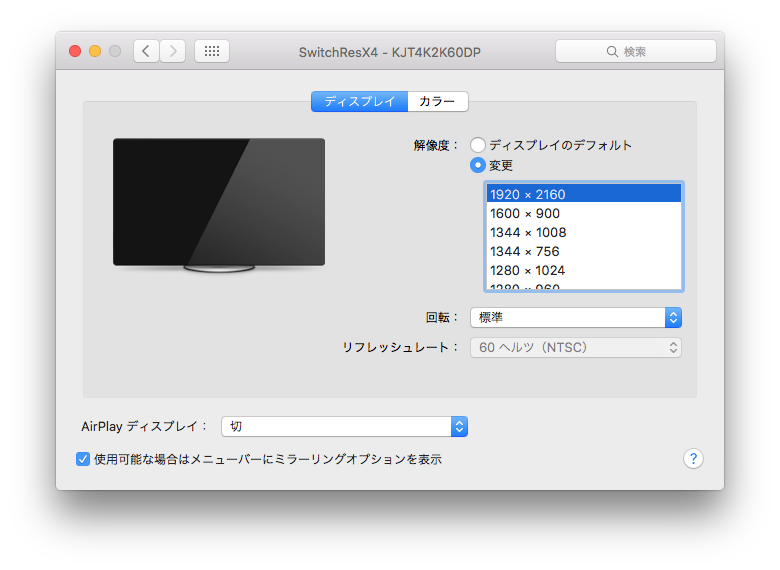 SwitchResX4 - KJT4K2K60DP
検索
ディスプレイ カラー
解像度： ディスプレイのデフォルト
変更
1920 × 2160
1600 × 900
1344 × 1008
1344 × 756
1280 × 1024
1280 × 960
回転： 標準
リフレッシュレート： 60 ヘルツ（NTSC）
AirPlay ディスプレイ： 切
使用可能な場合はメニューバーにミラーリングオプションを表示
?